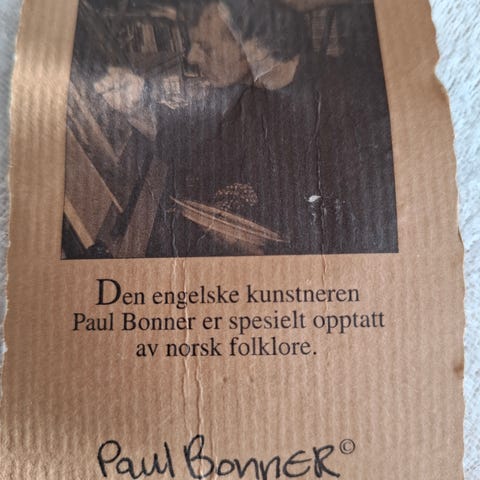 Den engelske kunstneren
Paul Bonner er spesielt opptatt
av norsk folklore.
Paul Bonner©